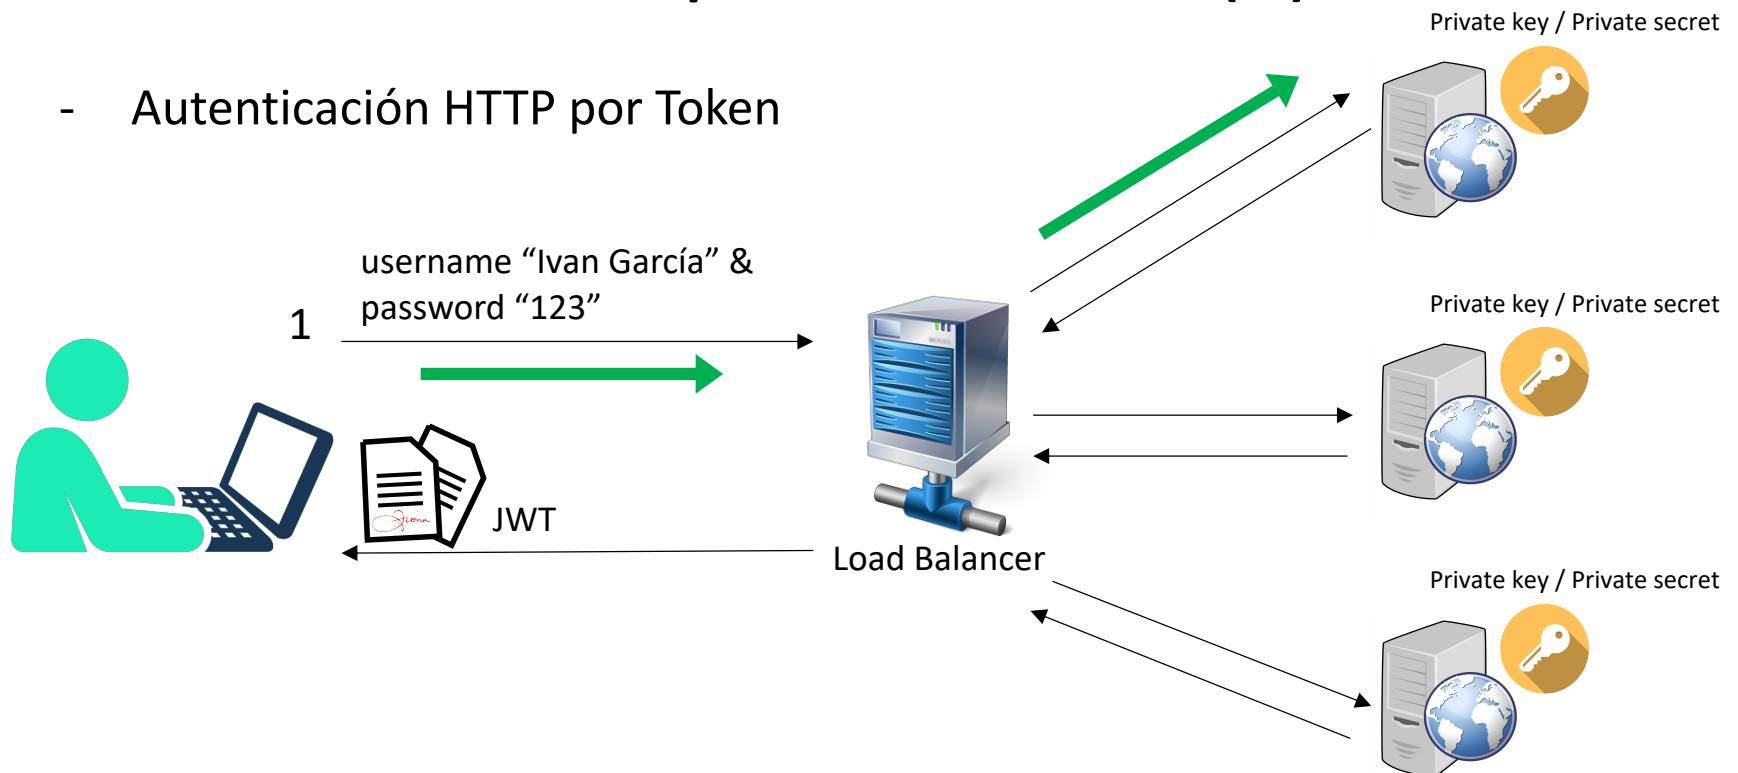 Private key / Private secret
- Autenticación HTTP por Token
username “Ivan García” &
password “123”
1
Private key / Private secret
JWT
Load Balancer
Private key / Private secret